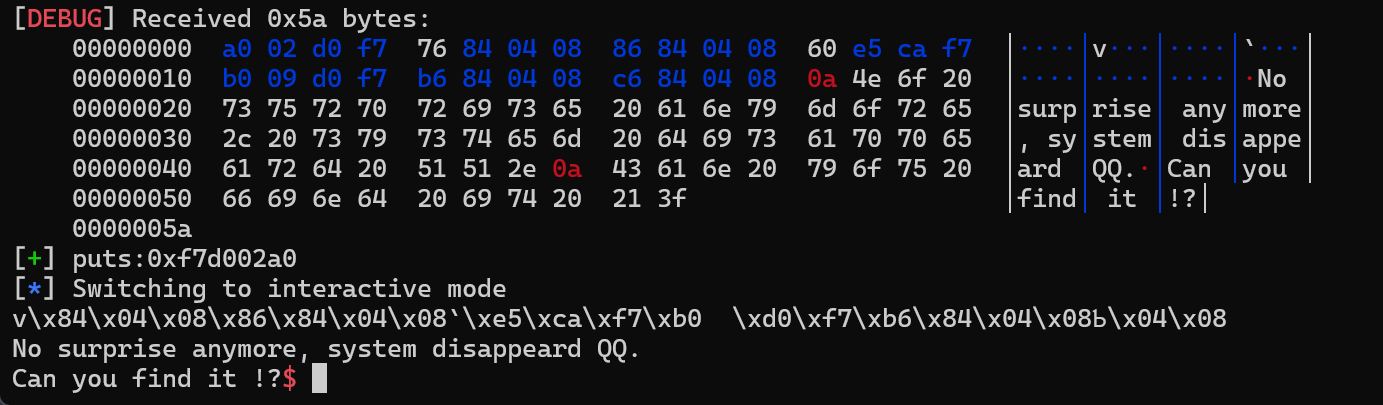 [DEBUG] Received 0x5a bytes:
00000000  a0 02 d0 f7  76 84 04 08  86 84 04 08  60 e5 ca f7  │····│v···│····│`···│
00000010  b0 09 d0 f7  b6 84 04 08  c6 84 04 08  0a 4e 6f 20  │····│····│····│·No │
00000020  73 75 72 70  72 69 73 65  20 61 6e 79  6d 6f 72 65  │surp│rise│ any│more│
00000030  2c 20 73 79  73 74 65 6d  20 64 69 73  61 70 70 65  │, sy│stem│ dis│appe│
00000040  61 72 64 20  51 51 2e 0a  43 61 6e 20  79 6f 75 20  │ard │QQ.·│Can │you │
00000050  66 69 6e 64  20 69 74 20  21 3f                     │find│ it │!?│
0000005a
[+] puts:0xf7d002a0
[*] Switching to interactive mode
v\x84\x04\x08\x86\x84\x04\x08`\xe5\xca\xf7\xb0  \xd0\xf7\xb6\x84\x04\x08Ƅ\x04\x08
No surprise anymore, system disappeard QQ.
Can you find it !?$